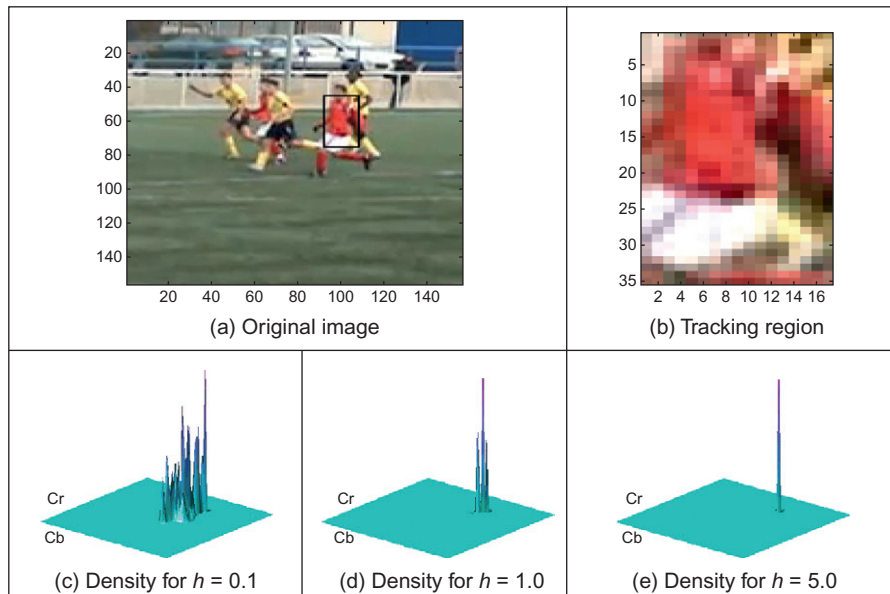 20
40
60
80
100
120
140
20 40 60 80 100 120 140
(a) Original image
5
10
15
20
25
30
35
2 4 6 8 10 12 14 16
(b) Tracking region
Cr
Cb
(c) Density for h = 0.1
Cr
Cb
(d) Density for h = 1.0
Cr
Cb
(e) Density for h = 5.0